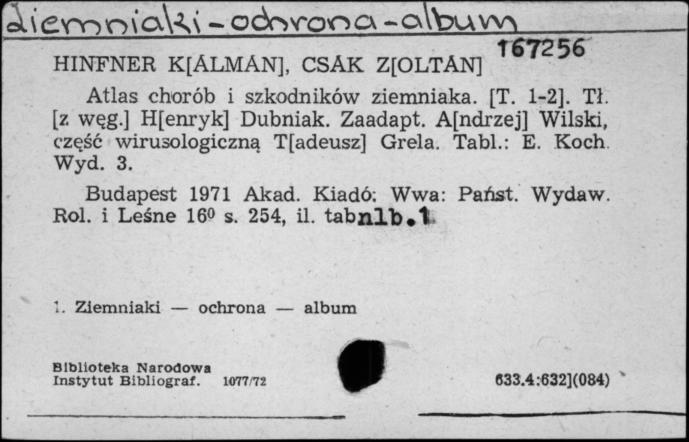 ziemniaki - ochrona - album
167256
HINFNER K[ÁLMÁN], CSÁK Z[OLTÁN]
Atlas chorób i szkodników ziemniaka. [T. 1-2]. Tł.
[z węg.] H[enryk] Dubniak. Zaadapt. A[ndrzej] Wilski,
część wirusologiczną T[adeusz] Grela. Tabl.: E. Koch.
Wyd. 3.
Budapest 1971 Akad. Kiadó: Wwa: Państ. Wydaw.
Rol. i Leśne 16⁰ s. 254, il. tabnlb.1
1. Ziemniaki — ochrona — album
Biblioteka Narodowa
Instytut Bibliograf. 1077/72 633.4:632](084)